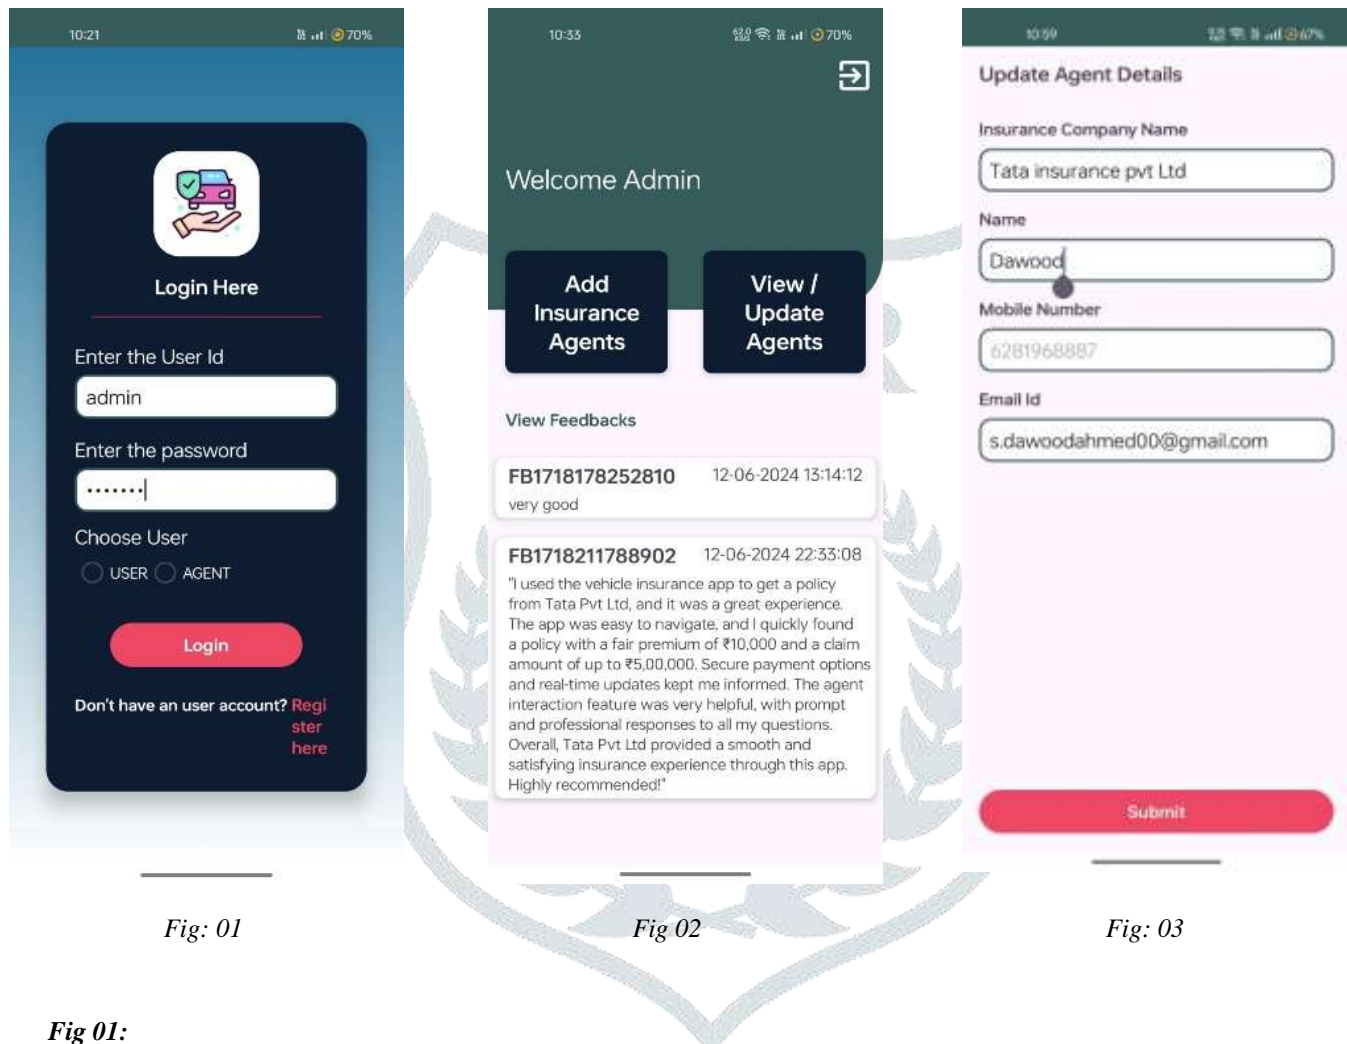 10:21
70%
Login Here
Enter the User Id
admin
Enter the password
•••••••
Choose User
USER AGENT
Login
Don't have an user account? Regi
ster
here
Fig: 01
10:33
70%
Welcome Admin
Add
Insurance
Agents
View /
Update
Agents
View Feedbacks
FB1718178252810 12-06-2024 13:14:12
very good
FB1718211788902 12-06-2024 22:33:08
"I used the vehicle insurance app to get a policy
from Tata Pvt Ltd, and it was a great experience.
The app was easy to navigate, and I quickly found
a policy with a fair premium of ₹10,000 and a claim
amount of up to ₹5,00,000. Secure payment options
and real-time updates kept me informed. The agent
interaction feature was very helpful, with prompt
and professional responses to all my questions.
Overall, Tata Pvt Ltd provided a smooth and
satisfying insurance experience through this app.
Highly recommended!"
Fig 02
10:59
67%
Update Agent Details
Insurance Company Name
Tata insurance pvt Ltd
Name
Dawood
Mobile Number
6281968887
Email Id
s.dawoodahmed00@gmail.com
Submit
Fig: 03
Fig 01: